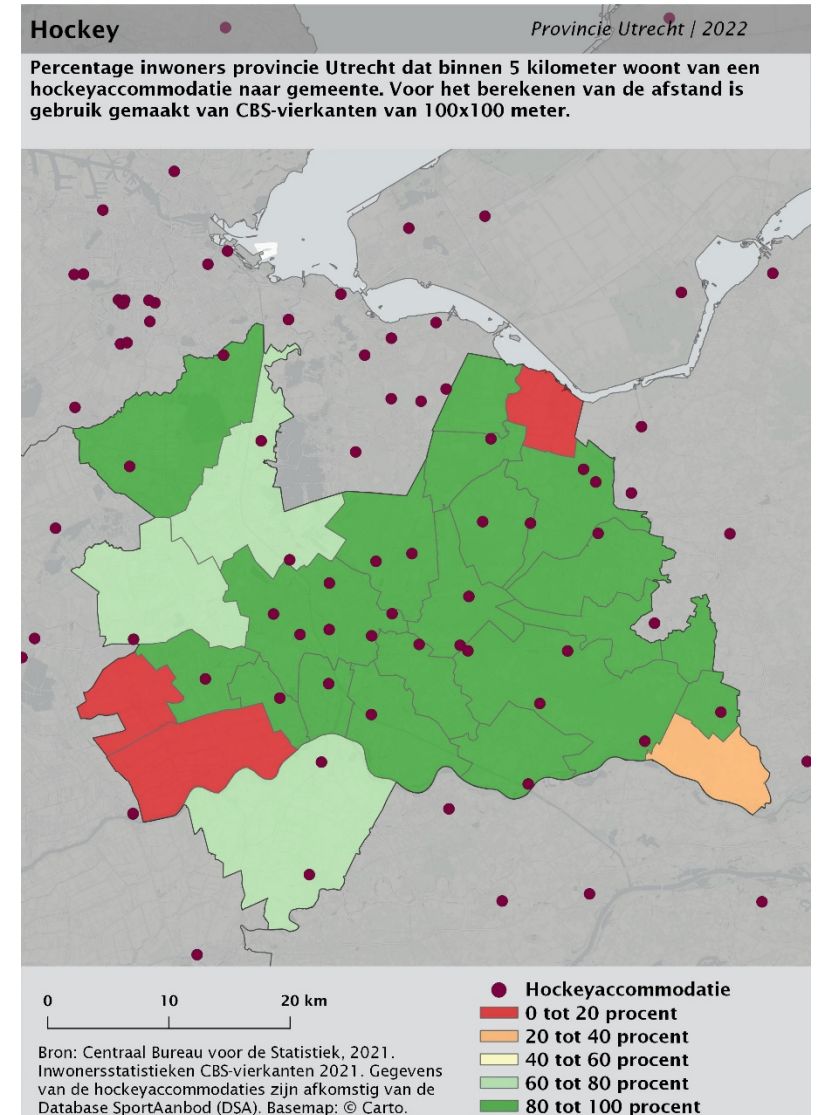 Hockey
Provincie Utrecht | 2022
Percentage inwoners provincie Utrecht dat binnen 5 kilometer woont van een
hockeyaccommodatie naar gemeente. Voor het berekenen van de afstand is
gebruik gemaakt van CBS-vierkanten van 100x100 meter.
0 10 20 km
Bron: Centraal Bureau voor de Statistiek, 2021.
Inwonersstatistieken CBS-vierkanten 2021. Gegevens
van de hockeyaccommodaties zijn afkomstig van de
Database SportAanbod (DSA). Basemap: © Carto.
Hockeyaccommodatie
0 tot 20 procent
20 tot 40 procent
40 tot 60 procent
60 tot 80 procent
80 tot 100 procent